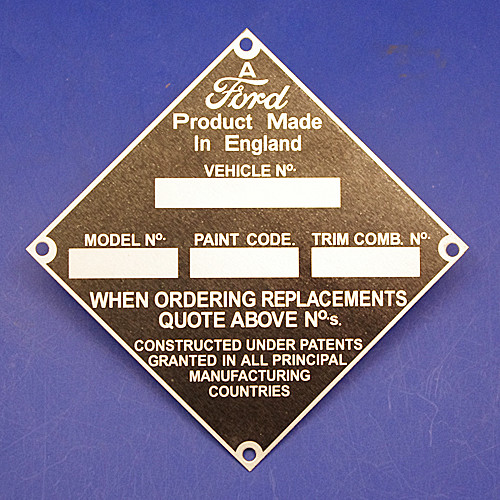 A
Ford
Product Made
In England
VEHICLE Nº.
MODEL Nº. PAINT CODE. TRIM COMB. Nº.
WHEN ORDERING REPLACEMENTS
QUOTE ABOVE Nº.s.
CONSTRUCTED UNDER PATENTS
GRANTED IN ALL PRINCIPAL
MANUFACTURING
COUNTRIES